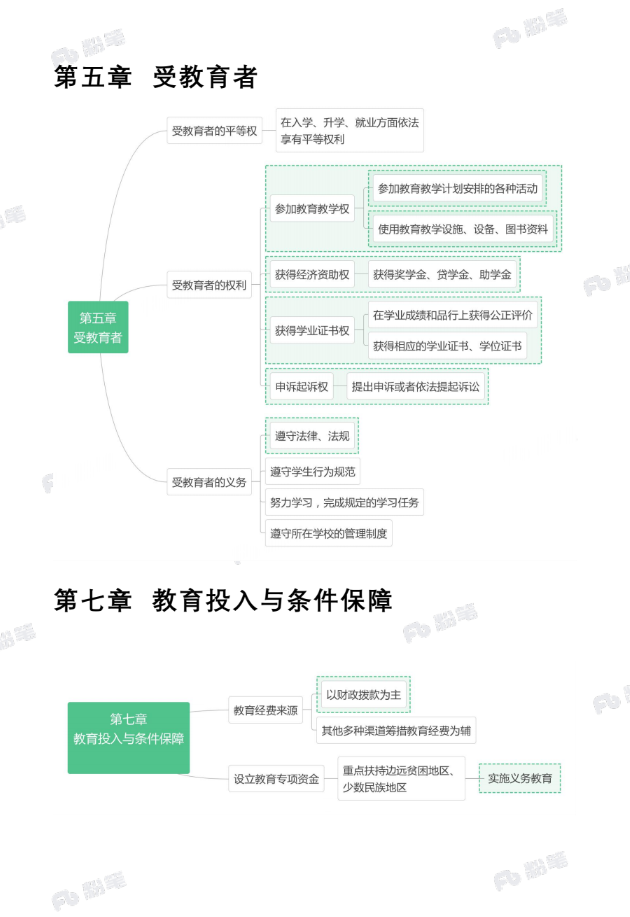 粉笔
粉笔
第五章 受教育者
受教育者的平等权
在入学、升学、就业方面依法
享有平等权利
参加教育教学计划安排的各种活动
参加教育教学权
使用教育教学设施、设备、图书资料
受教育者的权利
获得经济资助权
获得奖学金、贷学金、助学金
第五章
受教育者
在学业成绩和品行上获得公正评价
获得学业证书权
获得相应的学业证书、学位证书
申诉起诉权
提出申诉或者依法提起诉讼
遵守法律、法规
遵守学生行为规范
受教育者的义务
努力学习，完成规定的学习任务
遵守所在学校的管理制度
第七章 教育投入与条件保障
粉笔
粉笔
以财政拨款为主
教育经费来源
其他多种渠道筹措教育经费为辅
第七章
教育投入与条件保障
设立教育专项资金
重点扶持边远贫困地区、
少数民族地区
实施义务教育
粉笔
粉笔